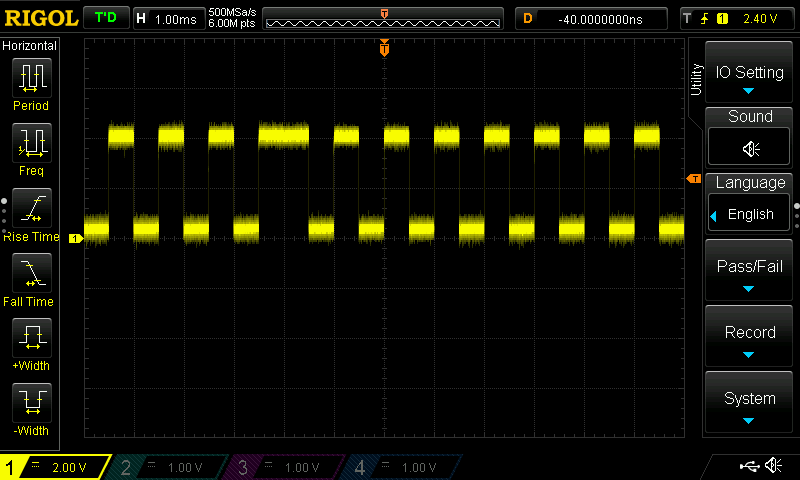 RIGOL T'D H 1.00ms 500MSa/s 6.00M pts T D -40.0000000ns T 1 2.40 V
Horizontal
Period
Freq
Rise Time
Fall Time
+Width
-Width
T
T
1
Utility
IO Setting
Sound
Language
English
Pass/Fail
Record
System
1 = 2.00 V 2 = 1.00 V 3 = 1.00 V 4 = 1.00 V